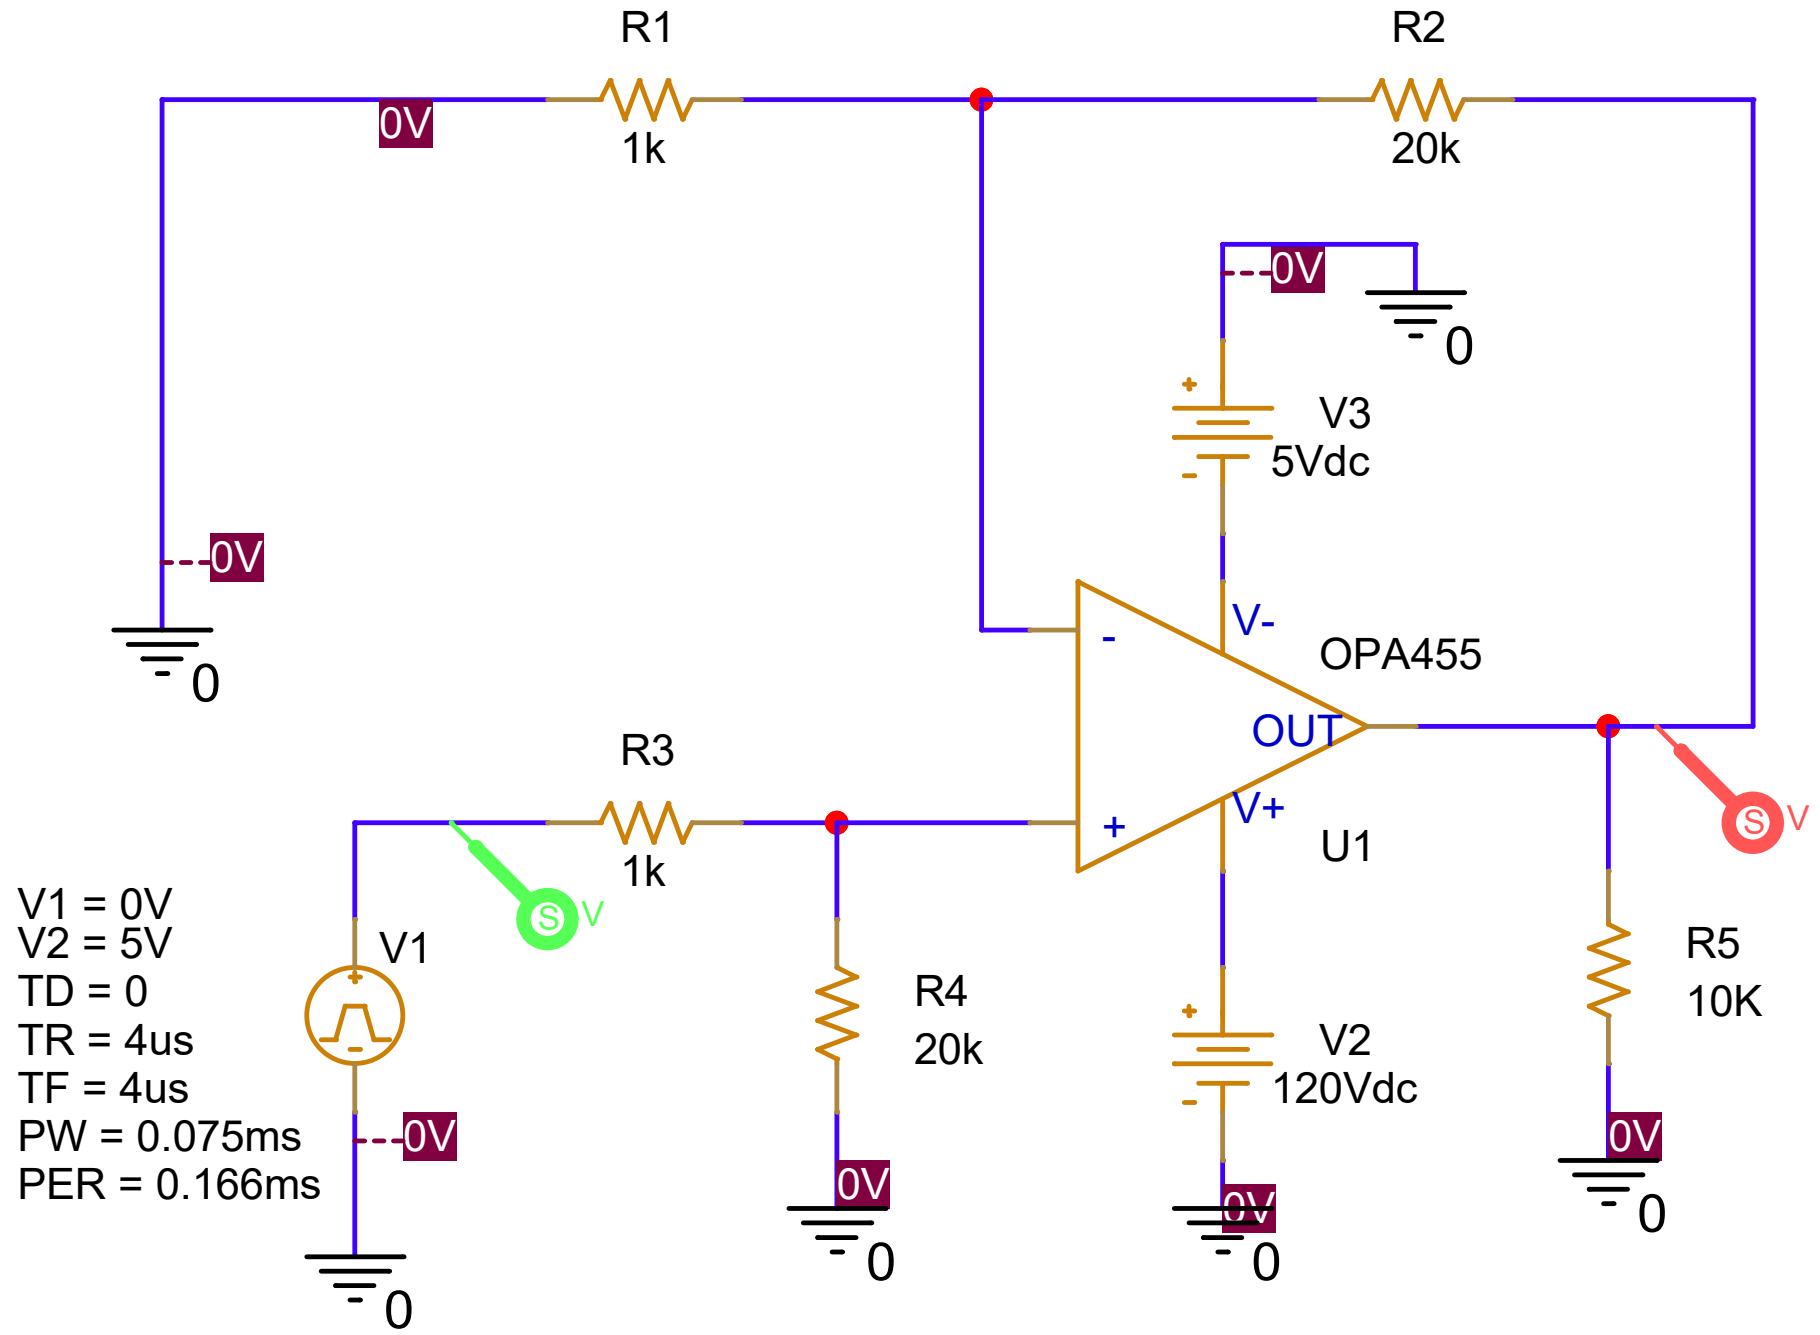 R1
R2
0V
1k
20k
0V
0
V3
5Vdc
0V
0
V-
-
OPA455
OUT
V+
+
U1
R3
1k
S V
S V
V1 = 0V
V2 = 5V
TD = 0
TR = 4us
TF = 4us
PW = 0.075ms
PER = 0.166ms
V1
0V
0
R4
20k
0V
0
V2
120Vdc
0V
0
R5
10K
0V
0